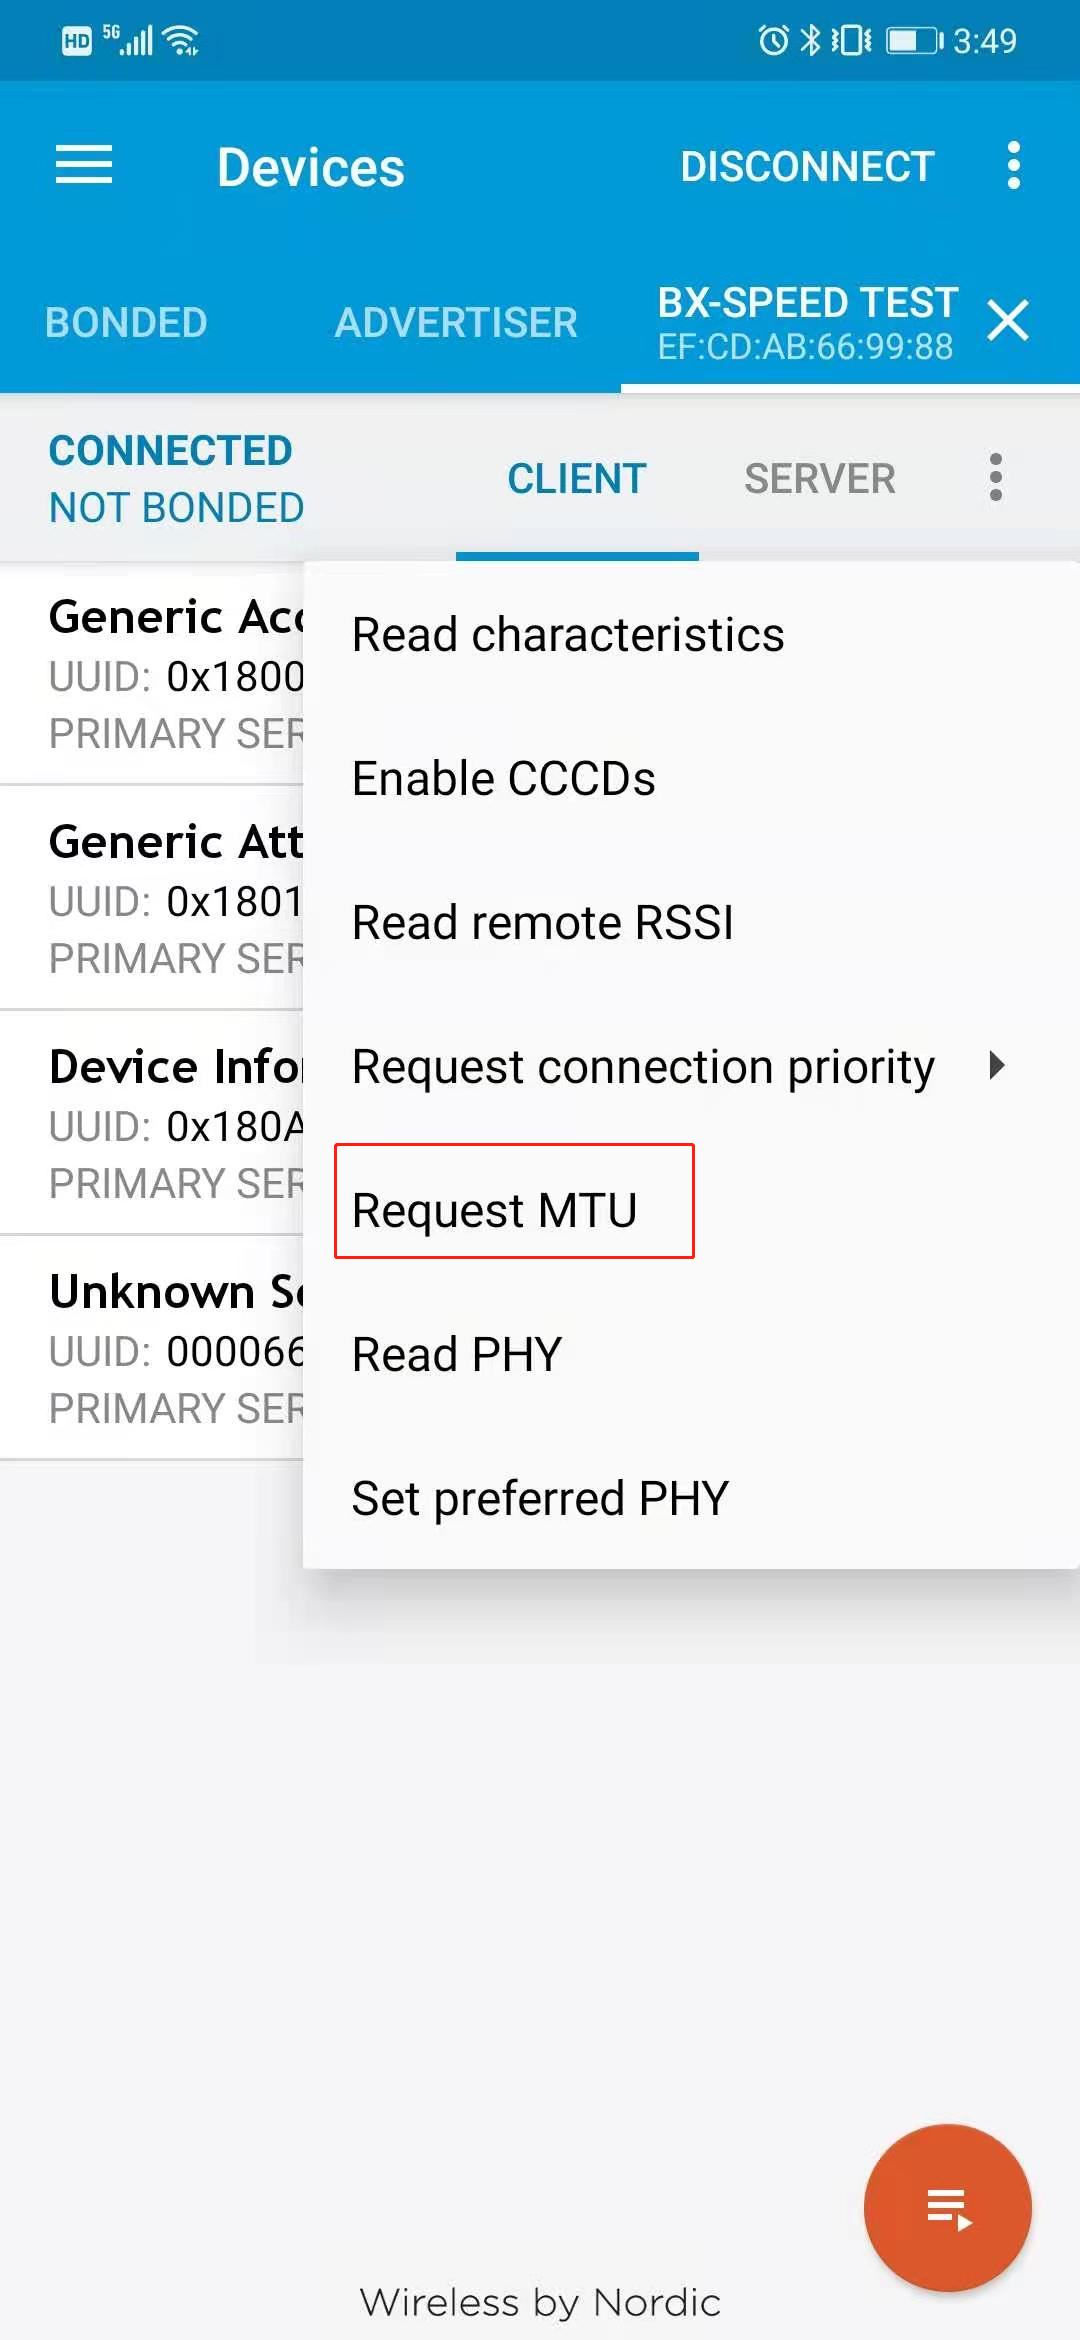 HD 5G 3:49
Devices DISCONNECT
BONDED ADVERTISER BX-SPEED TEST
EF:CD:AB:66:99:88
CONNECTED
NOT BONDED
CLIENT SERVER
Generic Acc
UUID: 0x1800
PRIMARY SER
Generic Att
UUID: 0x1801
PRIMARY SER
Device Infor
UUID: 0x180A
PRIMARY SER
Unknown Se
UUID: 000066
PRIMARY SER
Read characteristics
Enable CCCDs
Read remote RSSI
Request connection priority
Request MTU
Read PHY
Set preferred PHY
Wireless by Nordic